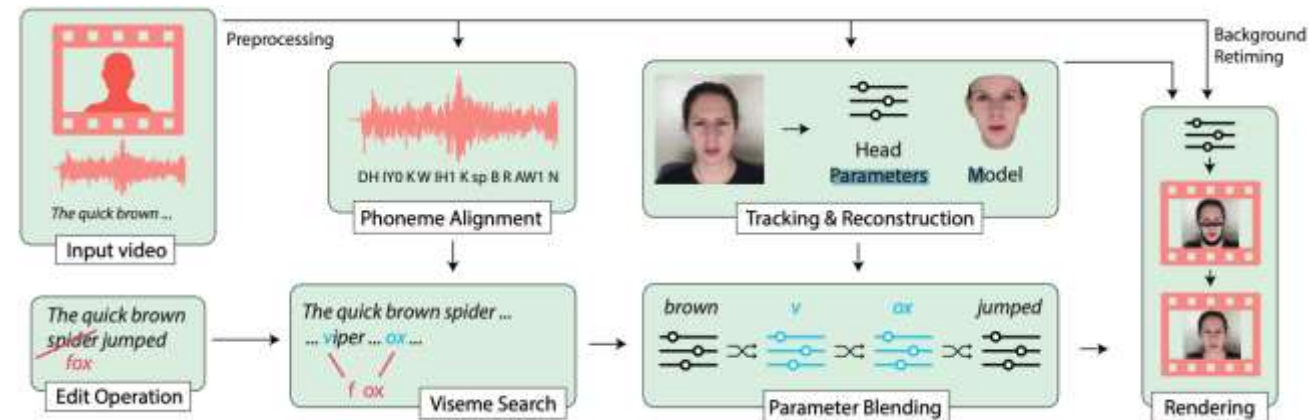 Preprocessing
Background
Retiming
The quick brown ...
Input video
DH IY0 K W IH1 K sp B R AW1 N
Phoneme Alignment
Head
Parameters
Model
Tracking & Reconstruction
The quick brown
spider jumped
fox
Edit Operation
The quick brown spider ...
... viper ... ox ...
f ox
Viseme Search
brown v ox jumped
Parameter Blending
Rendering